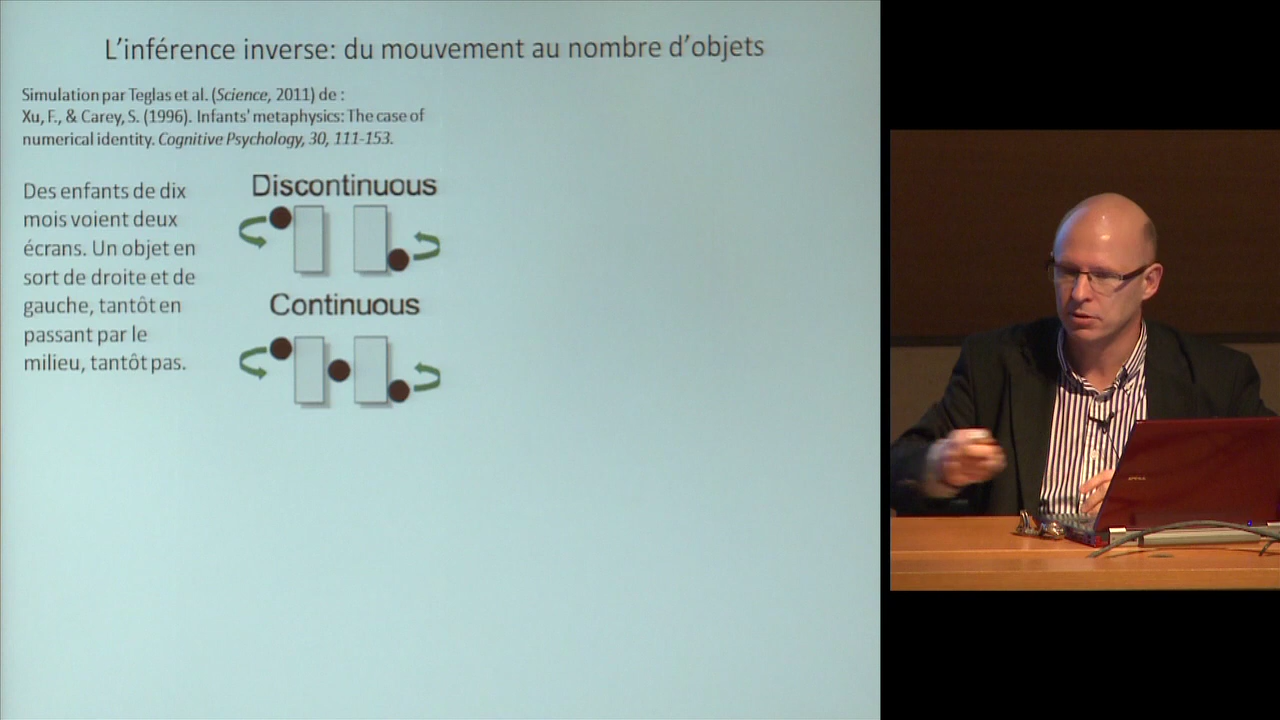 L'inférence inverse: du mouvement au nombre d'objets
Simulation par Teglas et al. (Science, 2011) de :
Xu, F., & Carey, S. (1996). Infants' metaphysics: The case of
numerical identity. Cognitive Psychology, 30, 111-153.
Des enfants de dix
mois voient deux
écrans. Un objet en
sort de droite et de
gauche, tantôt en
passant par le
milieu, tantôt pas.
Discontinuous
Continuous